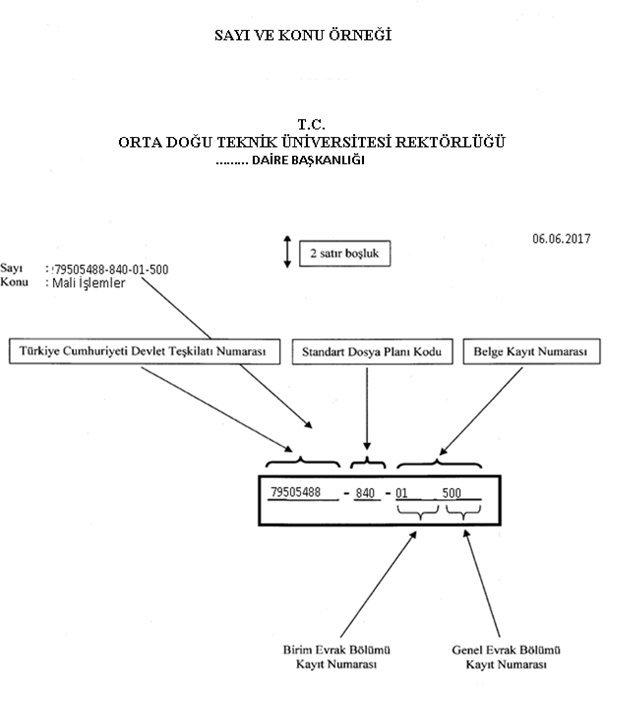 SAYI VE KONU ÖRNEĞİ
T.C.
ORTA DOĞU TEKNİK ÜNİVERSİTESİ REKTÖRLÜĞÜ
......... DAİRE BAŞKANLIĞI
06.06.2017
2 satır boşluk
Sayı : 79505488-840-01-500
Konu : Mali İşlemler
Türkiye Cumhuriyeti Devlet Teşkilatı Numarası
Standart Dosya Planı Kodu
Belge Kayıt Numarası
79505488 - 840 - 01 500
Birim Evrak Bölümü
Kayıt Numarası
Genel Evrak Bölümü
Kayıt Numarası